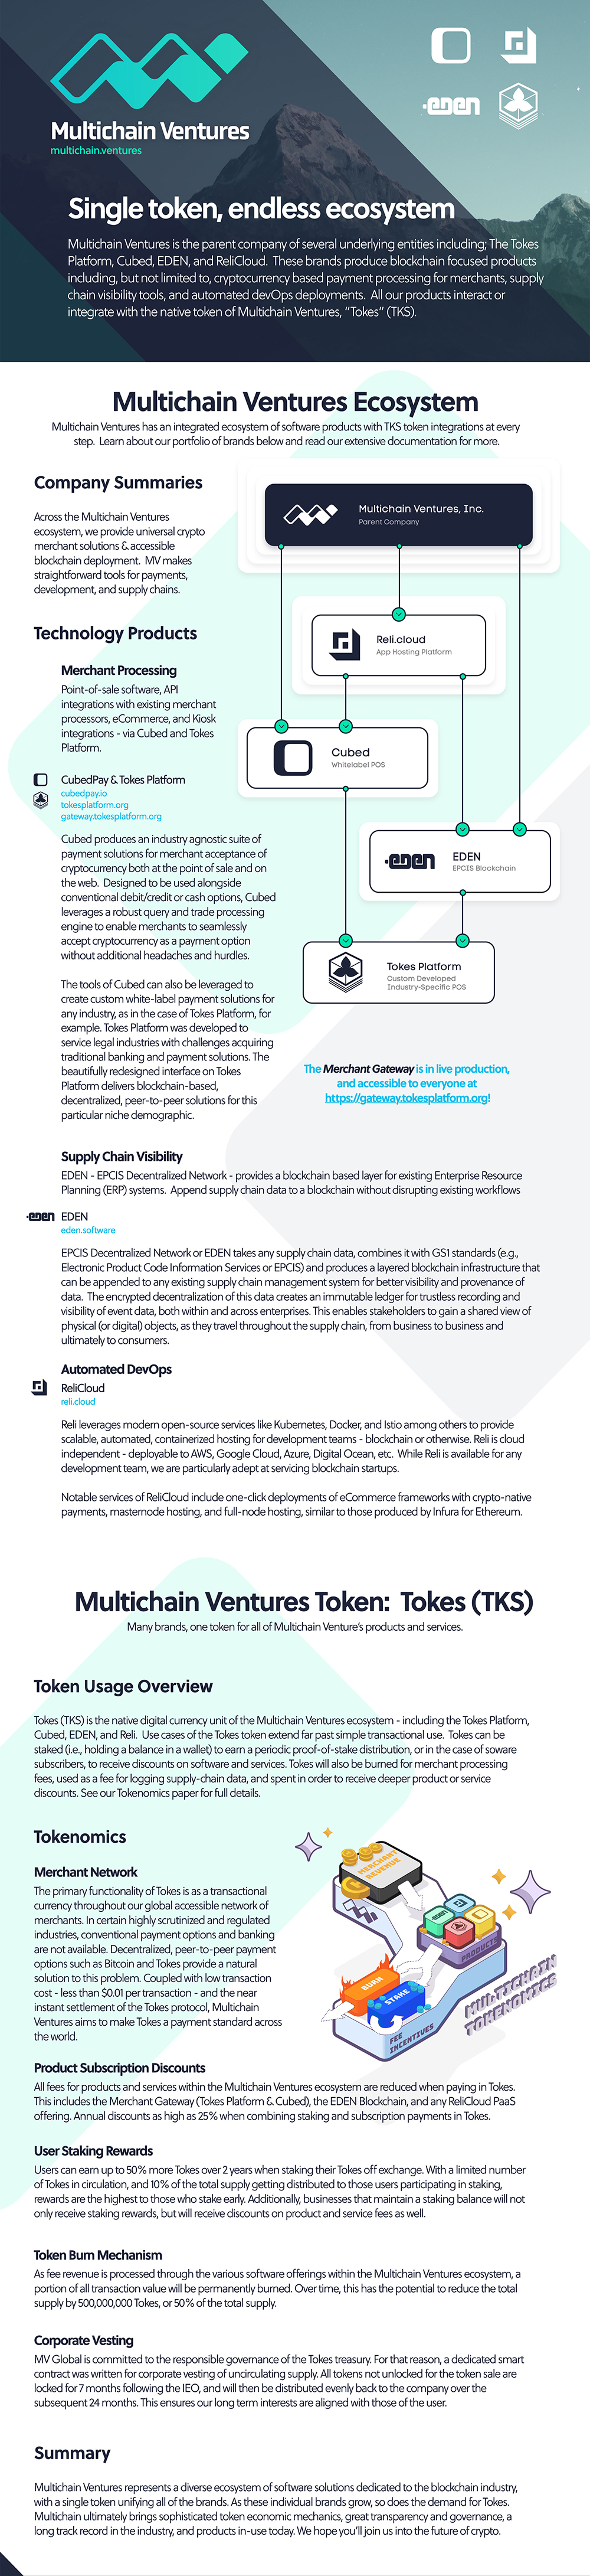 Multichain Ventures
multichain.ventures
eden
Single token, endless ecosystem
Multichain Ventures is the parent company of several underlying entities including; The Tokes
Platform, Cubed, EDEN, and ReliCloud. These brands produce blockchain focused products
including, but not limited to, cryptocurrency based payment processing for merchants, supply
chain visibility tools, and automated devOps deployments. All our products interact or
integrate with the native token of Multichain Ventures, "Tokes" (TKS).
Multichain Ventures Ecosystem
Multichain Ventures has an integrated ecosystem of software products with TKS token integrations at every
step. Learn about our portfolio of brands below and read our extensive documentation for more.
Company Summaries
Across the Multichain Ventures
ecosystem, we provide universal crypto
merchant solutions & accessible
blockchain deployment. MV makes
straightforward tools for payments,
development, and supply chains.
Multichain Ventures, Inc.
Parent Company
Reli.cloud
App Hosting Platform
Cubed
Whitelabel POS
eden
EDEN
EPCIS Blockchain
Tokes Platform
Custom Developed
Industry-Specific POS
The Merchant Gateway is in live production,
and accessible to everyone at
https://gateway.tokesplatform.org!
Technology Products
Merchant Processing
Point-of-sale software, API
integrations with existing merchant
processors, eCommerce, and Kiosk
integrations - via Cubed and Tokes
Platform.
CubedPay & Tokes Platform
cubedpay.io
tokesplatform.org
gateway.tokesplatform.org
Cubed produces an industry agnostic suite of
payment solutions for merchant acceptance of
cryptocurrency both at the point of sale and on
the web. Designed to be used alongside
conventional debit/credit or cash options, Cubed
leverages a robust query and trade processing
engine to enable merchants to seamlessly
accept cryptocurrency as a payment option
without additional headaches and hurdles.
The tools of Cubed can also be leveraged to
create custom white-label payment solutions for
any industry, as in the case of Tokes Platform, for
example. Tokes Platform was developed to
service legal industries with challenges acquiring
traditional banking and payment solutions. The
beautifully redesigned interface on Tokes
Platform delivers blockchain-based,
decentralized, peer-to-peer solutions for this
particular niche demographic.
Supply Chain Visibility
EDEN - EPCIS Decentralized Network - provides a blockchain based layer for existing Enterprise Resource
Planning (ERP) systems. Append supply chain data to a blockchain without disrupting existing workflows
eden EDEN
eden.software
EPCIS Decentralized Network or EDEN takes any supply chain data, combines it with GS1 standards (e.g.,
Electronic Product Code Information Services or EPCIS) and produces a layered blockchain infrastructure that
can be appended to any existing supply chain management system for better visibility and provenance of
data. The encrypted decentralization of this data creates an immutable ledger for trustless recording and
visibility of event data, both within and across enterprises. This enables stakeholders to gain a shared view of
physical (or digital) objects, as they travel throughout the supply chain, from business to business and
ultimately to consumers.
Automated DevOps
ReliCloud
reli.cloud
Reli leverages modern open-source services like Kubernetes, Docker, and Istio among others to provide
scalable, automated, containerized hosting for development teams - blockchain or otherwise. Reli is cloud
independent - deployable to AWS, Google Cloud, Azure, Digital Ocean, etc. While Reli is available for any
development team, we are particularly adept at servicing blockchain startups.
Notable services of ReliCloud include one-click deployments of eCommerce frameworks with crypto-native
payments, masternode hosting, and full-node hosting, similar to those produced by Infura for Ethereum.
Multichain Ventures Token: Tokes (TKS)
Many brands, one token for all of Multichain Venture's products and services.
Token Usage Overview
Tokes (TKS) is the native digital currency unit of the Multichain Ventures ecosystem - including the Tokes Platform,
Cubed, EDEN, and Reli. Use cases of the Tokes token extend far past simple transactional use. Tokes can be
staked (i.e., holding a balance in a wallet) to earn a periodic proof-of-stake distribution, or in the case of soware
subscribers, to receive discounts on software and services. Tokes will also be burned for merchant processing
fees, used as a fee for logging supply-chain data, and spent in order to receive deeper product or service
discounts. See our Tokenomics paper for full details.
Tokenomics
Merchant Network
The primary functionality of Tokes is as a transactional
currency throughout our global accessible network of
merchants. In certain highly scrutinized and regulated
industries, conventional payment options and banking
are not available. Decentralized, peer-to-peer payment
options such as Bitcoin and Tokes provide a natural
solution to this problem. Coupled with low transaction
cost - less than $0.01 per transaction - and the near
instant settlement of the Tokes protocol, Multichain
Ventures aims to make Tokes a payment standard across
the world.
MERCHANT
REVENUE
PRODUCTS
BURN
STAKE
FEE
INCENTIVES
MULTICHAIN
TOKENOMICS
Product Subscription Discounts
All fees for products and services within the Multichain Ventures ecosystem are reduced when paying in Tokes.
This includes the Merchant Gateway (Tokes Platform & Cubed), the EDEN Blockchain, and any ReliCloud PaaS
offering. Annual discounts as high as 25% when combining staking and subscription payments in Tokes.
User Staking Rewards
Users can earn up to 50% more Tokes over 2 years when staking their Tokes off exchange. With a limited number
of Tokes in circulation, and 10% of the total supply getting distributed to those users participating in staking,
rewards are the highest to those who stake early. Additionally, businesses that maintain a staking balance will not
only receive staking rewards, but will receive discounts on product and service fees as well.
Token Burn Mechanism
As fee revenue is processed through the various software offerings within the Multichain Ventures ecosystem, a
portion of all transaction value will be permanently burned. Over time, this has the potential to reduce the total
supply by 500,000,000 Tokes, or 50% of the total supply.
Corporate Vesting
MV Global is committed to the responsible governance of the Tokes treasury. For that reason, a dedicated smart
contract was written for corporate vesting of uncirculating supply. All tokens not unlocked for the token sale are
locked for 7 months following the IEO, and will then be distributed evenly back to the company over the
subsequent 24 months. This ensures our long term interests are aligned with those of the user.
Summary
Multichain Ventures represents a diverse ecosystem of software solutions dedicated to the blockchain industry,
with a single token unifying all of the brands. As these individual brands grow, so does the demand for Tokes.
Multichain ultimately brings sophisticated token economic mechanics, great transparency and governance, a
long track record in the industry, and products in-use today. We hope you'll join us into the future of crypto.